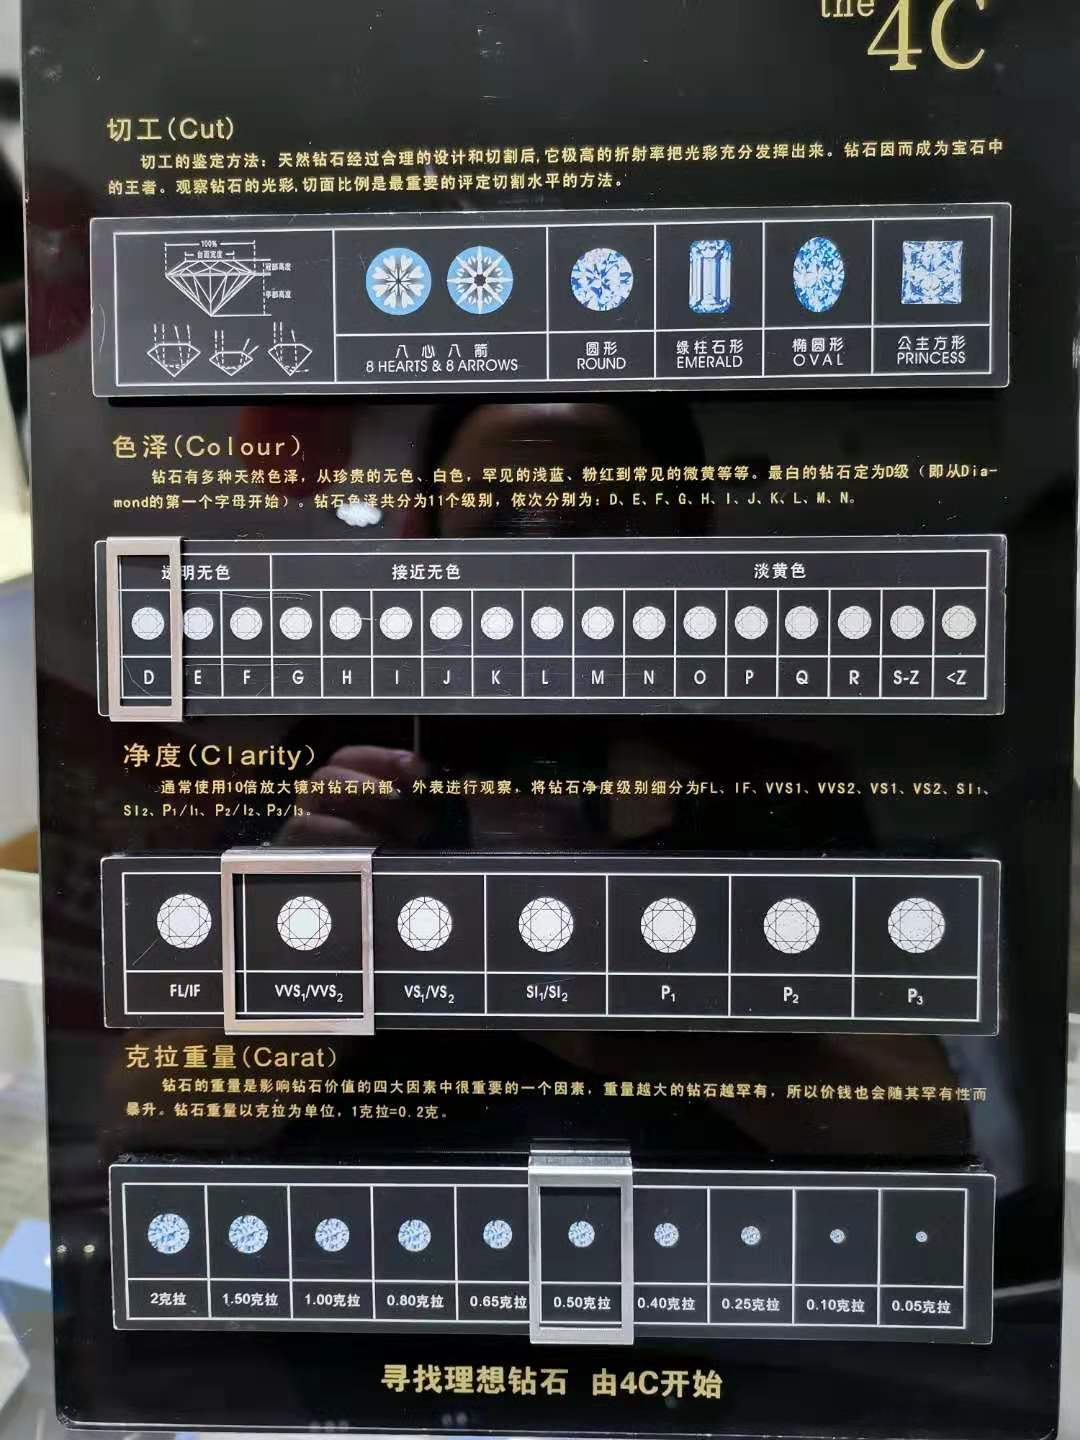 the
4C
切工(Cut)
切工的鉴定方法：天然钻石经过合理的设计和切割后,它极高的折射率把光彩充分发挥出来。钻石因而成为宝石中
的王者。观察钻石的光彩,切面比例是最重要的评定切割水平的方法。
100%
台面宽度
冠部高度
亭部高度
八心八箭
8 HEARTS & 8 ARROWS
圆形
ROUND
缘柱石形
EMERALD
椭圆形
OVAL
公主方形
PRINCESS
色泽(Colour)
钻石有多种天然色泽，从珍贵的无色、白色，罕见的浅蓝、粉红到常见的微黄等等。最白的钻石定为D级（即从Dia-
mond的第一个字母开始）。钻石色泽共分为11个级别，依次分别为：D、E、F、G、H、I、J、K、L、M、N。
透明无色 接近无色 淡黄色
D E F G H I J K L M N O P Q R S-Z <Z
净度(Clarity)
通常使用10倍放大镜对钻石内部、外表进行观察，将钻石净度级别细分为FL、IF、VVS1、VVS2、VS1、VS2、SI1、
SI2、P1/I1、P2/I2、P3/I3。
FL/IF VVS1/VVS2 VS1/VS2 SI1/SI2 P1 P2 P3
克拉重量(Carat)
钻石的重量是影响钻石价值的四大因素中很重要的一个因素，重量越大的钻石越罕有，所以价钱也会随其罕有性而
暴升。钻石重量以克拉为单位，1克拉=0.2克。
2克拉 1.50克拉 1.00克拉 0.80克拉 0.65克拉 0.50克拉 0.40克拉 0.25克拉 0.10克拉 0.05克拉
寻找理想钻石 由4C开始